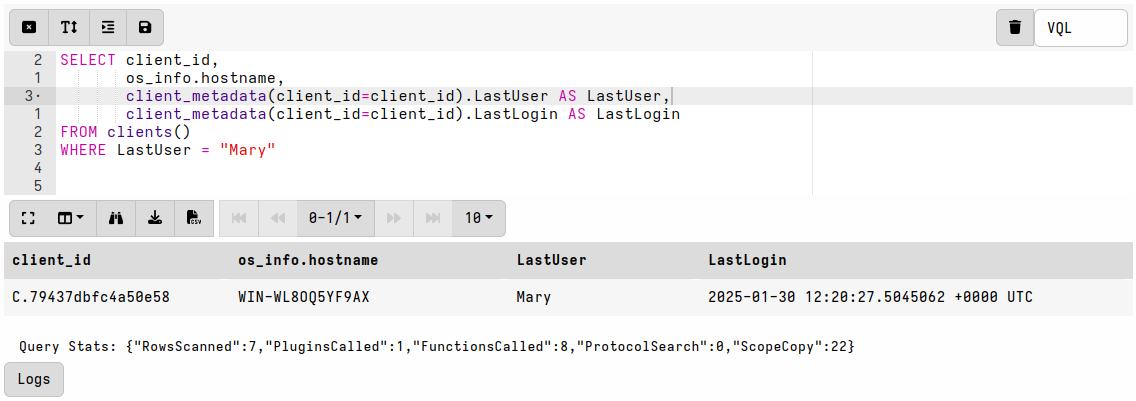 VQL
2 SELECT client_id,
1 os_info.hostname,
3· client_metadata(client_id=client_id).LastUser AS LastUser,
1 client_metadata(client_id=client_id).LastLogin AS LastLogin
2 FROM clients()
3 WHERE LastUser = "Mary"
4
5
CSV 0-1/1 10
client_id os_info.hostname LastUser LastLogin
C.79437dbfc4a50e58 WIN-WL8OQ5YF9AX Mary 2025-01-30 12:20:27.5045062 +0000 UTC
Query Stats: {"RowsScanned":7,"PluginsCalled":1,"FunctionsCalled":8,"ProtocolSearch":0,"ScopeCopy":22}
Logs